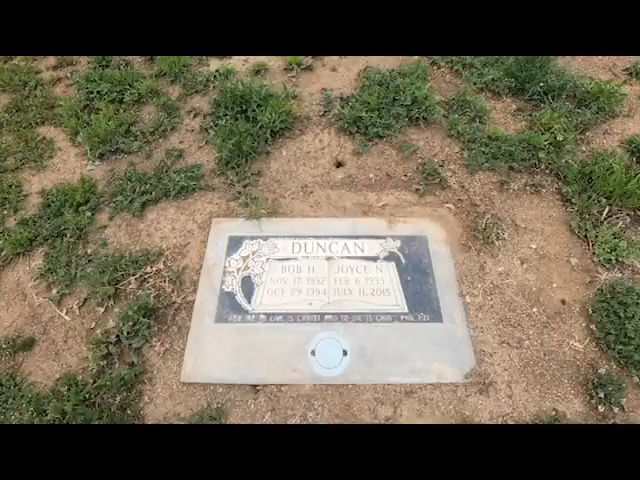 DUNCAN
BOB H. JOYCE N.
NOV 17 1932 FEB 6 1933
OCT 29 1994 JULY 11, 2015
FOR ME TO LIVE IS CHRIST AND TO DIE IS GAIN PHIL 1:21